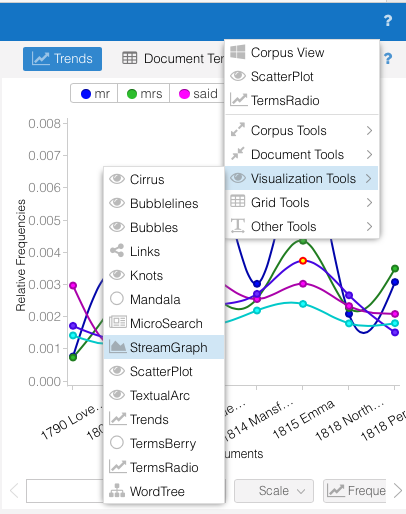 ?
Trends
Document Ter
?
mr
mrs
said
Corpus View
ScatterPlot
TermsRadio
Corpus Tools
Document Tools
Visualization Tools
Grid Tools
Other Tools
Cirrus
Bubblelines
Bubbles
Links
Knots
Mandala
MicroSearch
StreamGraph
ScatterPlot
TextualArc
Trends
TermsBerry
TermsRadio
WordTree
Relative Frequencies
0.008
0.007
0.006
0.005
0.004
0.003
0.002
0.001
0.000
1790 Love…
180
e…
1814 Mansf…
1815 Emma
1818 North…
1818 Per
uments
Scale
Freque